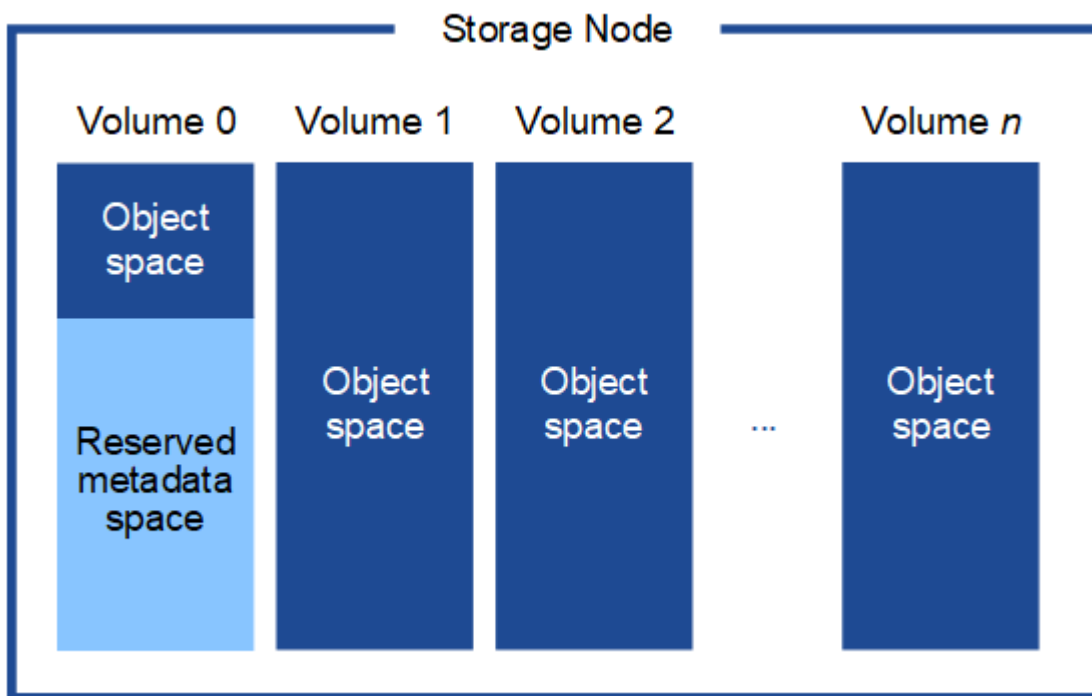 Storage Node
Volume 0
Volume 1
Volume 2
Volume n
Object
space
Reserved
metadata
space
Object
space
Object
space
...
Object
space